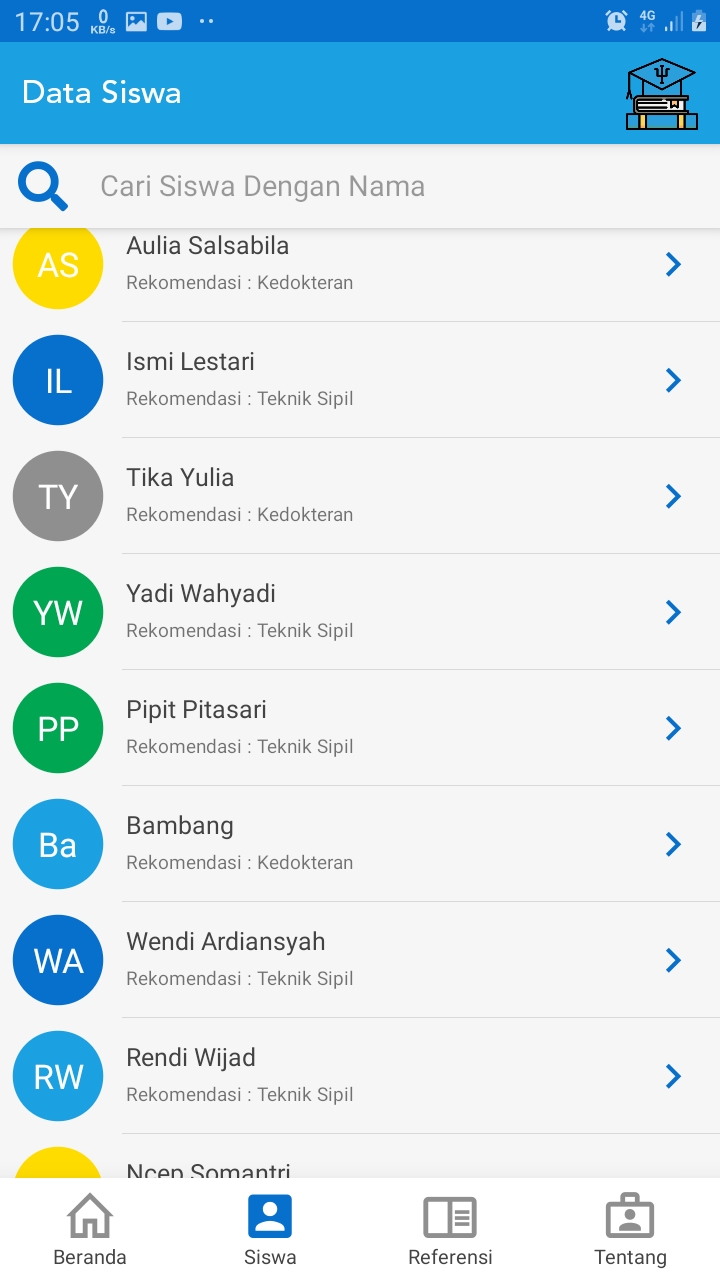 17:05 0 KB/s 4G
Data Siswa
Cari Siswa Dengan Nama
AS Aulia Salsabila
Rekomendasi : Kedokteran
IL Ismi Lestari
Rekomendasi : Teknik Sipil
TY Tika Yulia
Rekomendasi : Kedokteran
YW Yadi Wahyadi
Rekomendasi : Teknik Sipil
PP Pipit Pitasari
Rekomendasi : Teknik Sipil
Ba Bambang
Rekomendasi : Kedokteran
WA Wendi Ardiansyah
Rekomendasi : Teknik Sipil
RW Rendi Wijad
Rekomendasi : Teknik Sipil
Ncep Somantri
Beranda Siswa Referensi Tentang